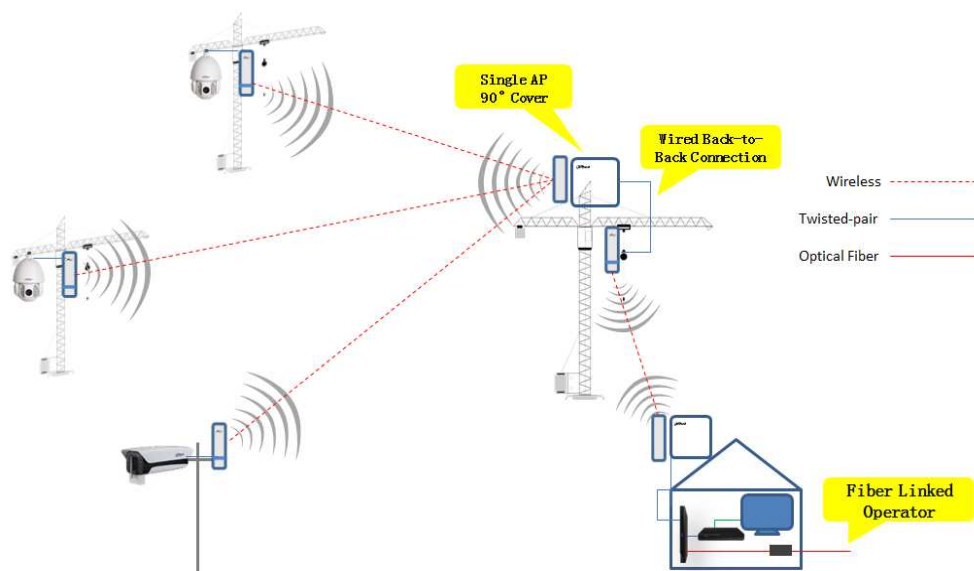 Single AP
90° Cover
Wired Back-to-
Back Connection
Wireless
Twisted-pair
Optical Fiber
Fiber Linked
Operator